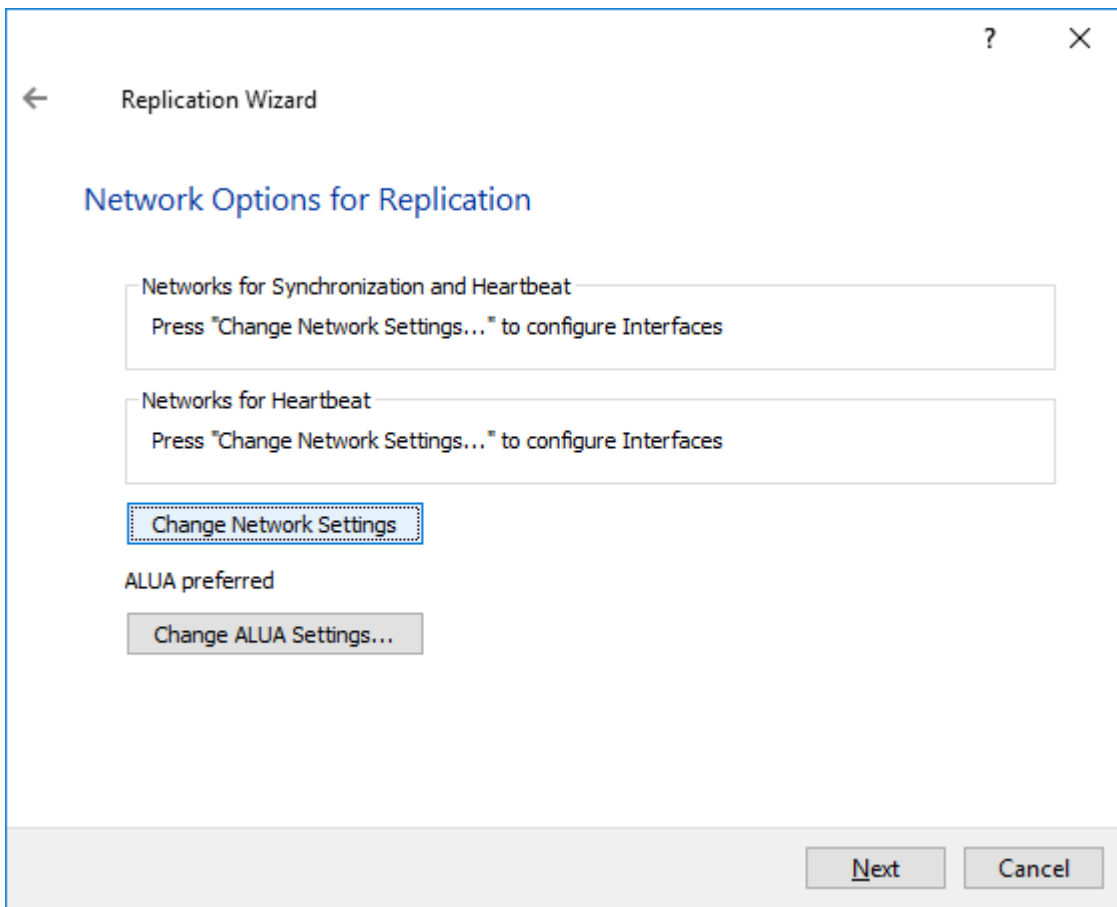 ?
Replication Wizard
Network Options for Replication
Networks for Synchronization and Heartbeat
Press "Change Network Settings..." to configure Interfaces
Networks for Heartbeat
Press "Change Network Settings..." to configure Interfaces
Change Network Settings
ALUA preferred
Change ALUA Settings...
Next
Cancel